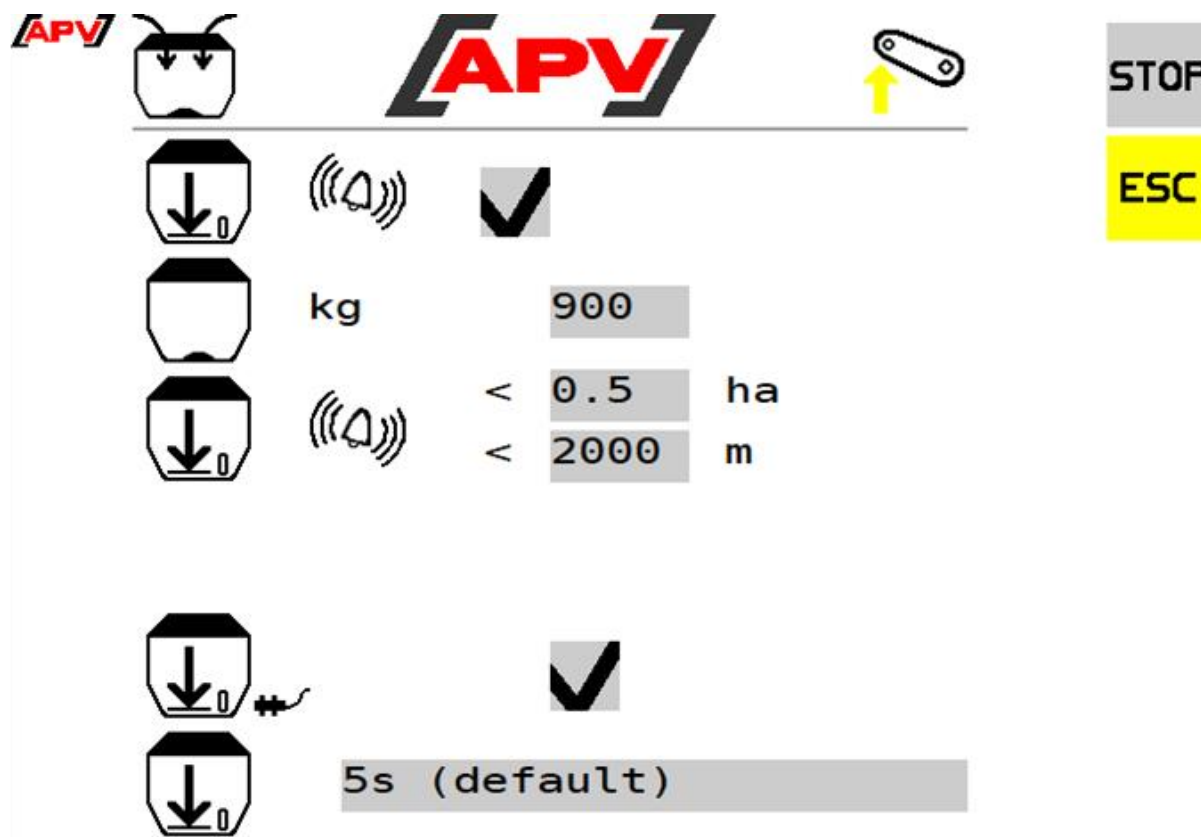 APV
APV
STOP
ESC
kg 900
< 0.5 ha
< 2000 m
5s (default)